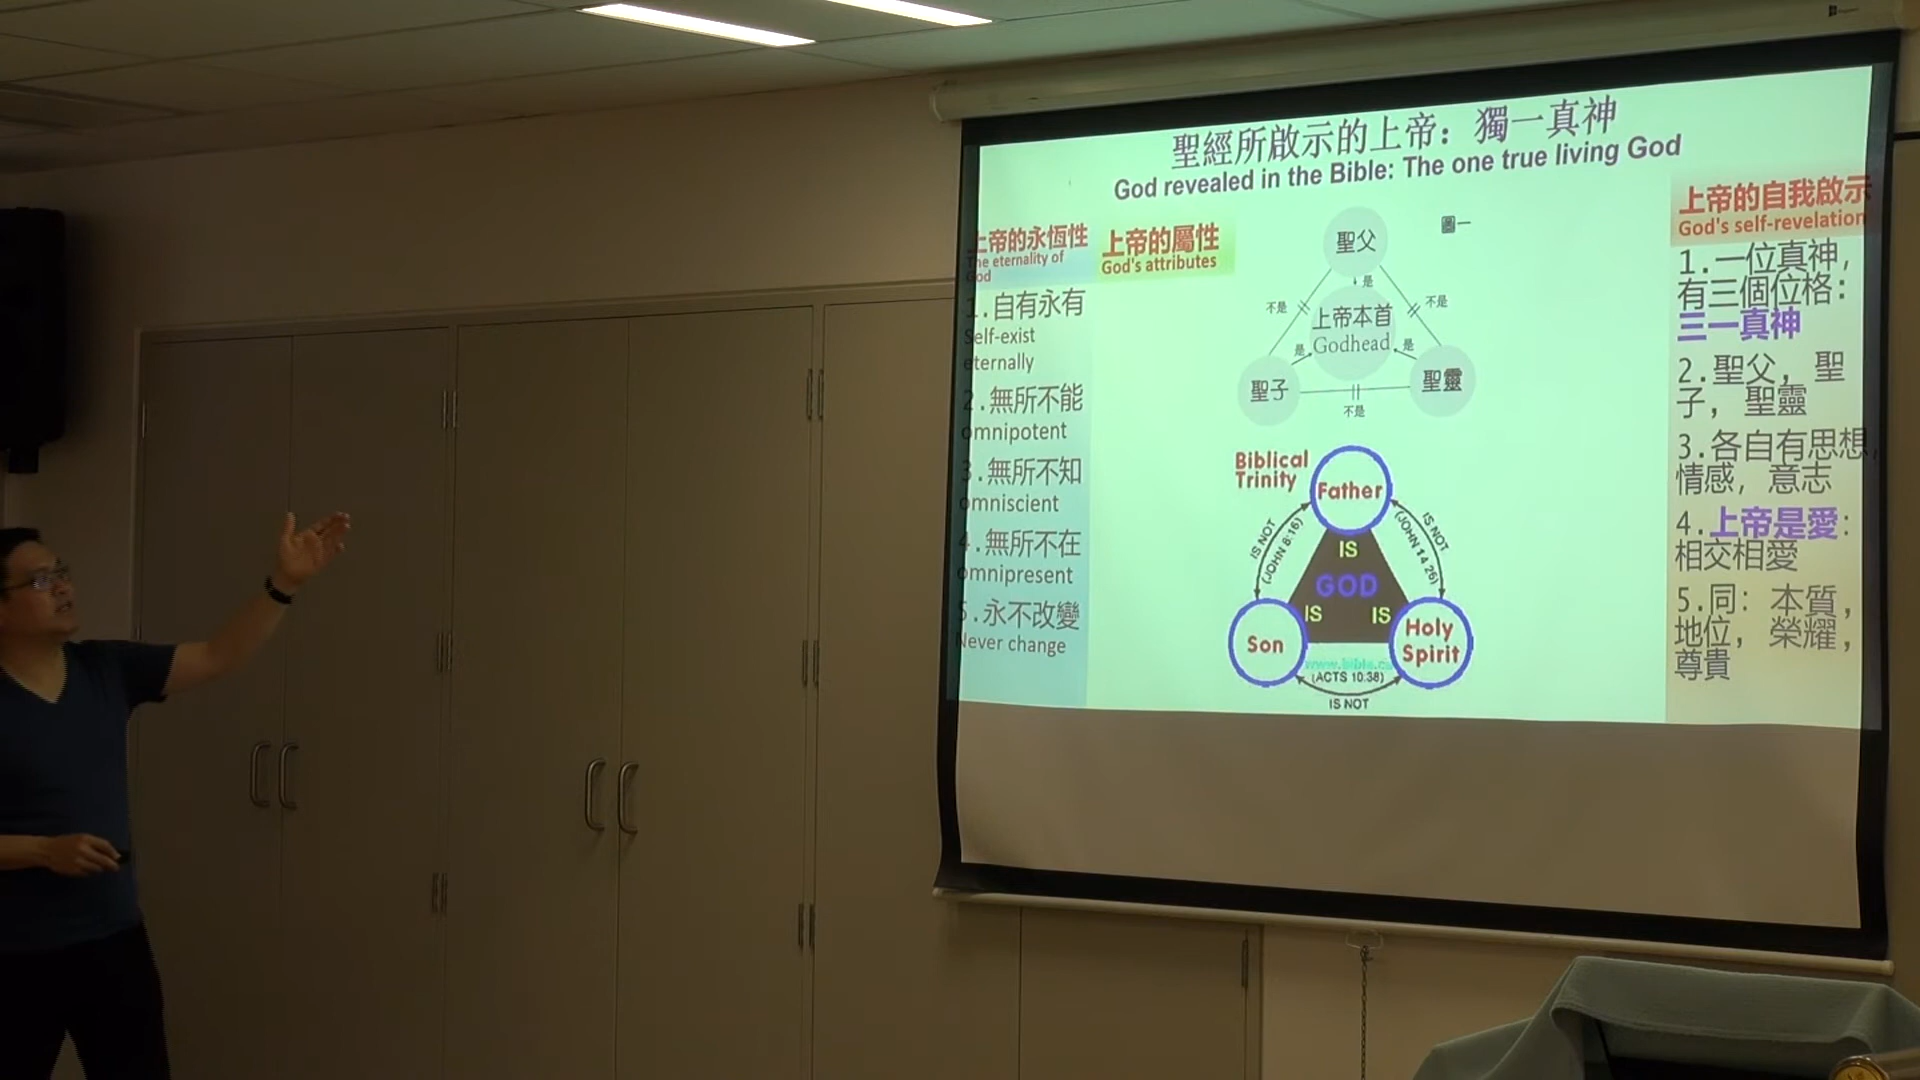 聖經所啟示的上帝：獨一真神
God revealed in the Bible: The one true living God
上帝的永恆性
The eternality of
God
1.自有永有
Self-exist
eternally
2.無所不能
omnipotent
3.無所不知
omniscient
4.無所不在
omnipresent
5.永不改變
Never change
上帝的屬性
God's attributes
圖一
聖父
是
不是
不是
上帝本首
Godhead
是
是
聖子
聖靈
不是
Biblical
Trinity
Father
IS NOT
(JOHN 8:16)
IS NOT
(JOHN 14:26)
IS
GOD
IS
IS
Son
Holy
Spirit
www.bible.ca
(ACTS 10:38)
IS NOT
上帝的自我啟示
God's self-revelation
1.一位真神，
有三個位格：
三一真神
2.聖父，聖
子，聖靈
3.各自有思想，
情感，意志
4.上帝是愛：
相交相愛
5.同：本質，
地位，榮耀，
尊貴